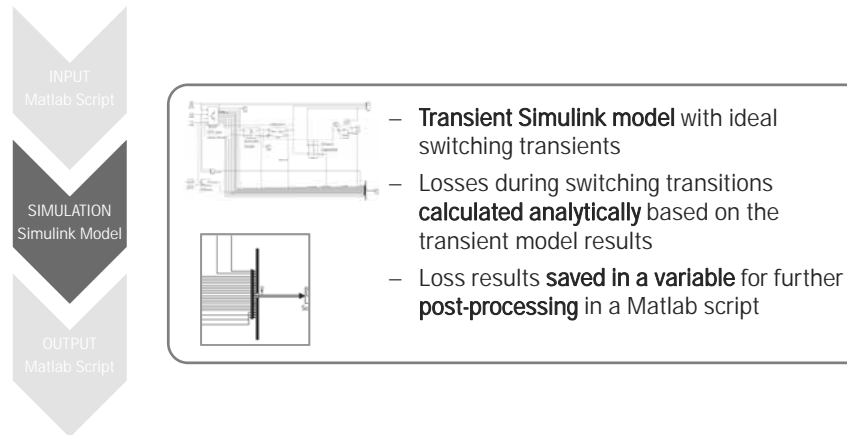 INPUT
Matlab Script
SIMULATION
Simulink Model
OUTPUT
Matlab Script
– Transient Simulink model with ideal
switching transients
– Losses during switching transitions
calculated analytically based on the
transient model results
– Loss results saved in a variable for further
post-processing in a Matlab script